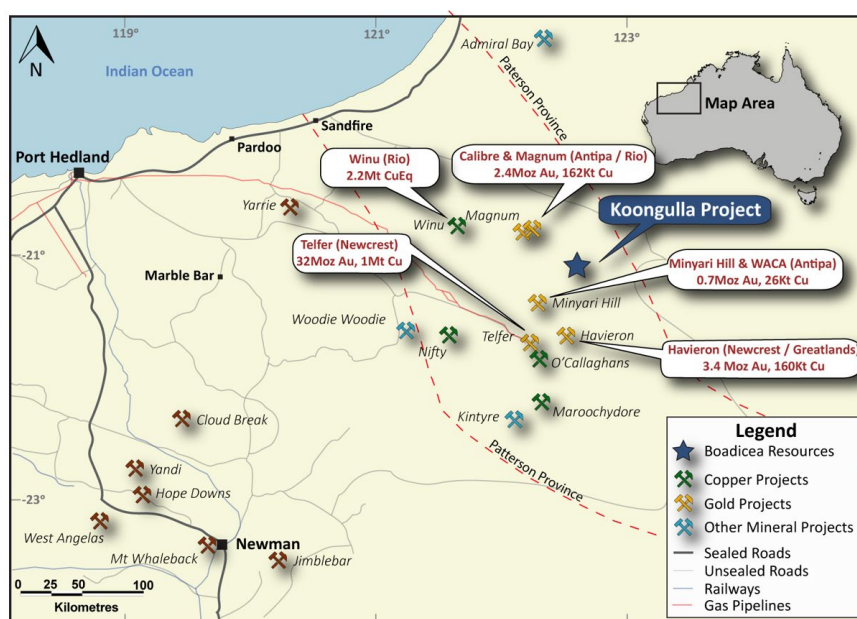 119°
121°
123°
Admiral Bay
N
Indian Ocean
Paterson Province
Map Area
Sandfire
Pardoo
Port Hedland
Winu (Rio)
2.2Mt CuEq
Calibre & Magnum (Antipa / Rio)
2.4Moz Au, 162Kt Cu
Yarrie
Winu
Magnum
Koongulla Project
-21°
Telfer (Newcrest)
32Moz Au, 1Mt Cu
Marble Bar
Minyari Hill & WACA (Antipa)
0.7Moz Au, 26Kt Cu
Minyari Hill
Woodie Woodie
Nifty
Telfer
Havieron
O'Callaghans
Havieron (Newcrest / Greatlands)
3.4 Moz Au, 160Kt Cu
Maroochydore
Kintyre
Cloud Break
Yandi
Hope Downs
Patterson Province
-23°
West Angelas
Mt Whaleback
Newman
Jimblebar
0 25 50 100
Kilometres
Legend
Boadicea Resources
Copper Projects
Gold Projects
Other Mineral Projects
Sealed Roads
Unsealed Roads
Railways
Gas Pipelines